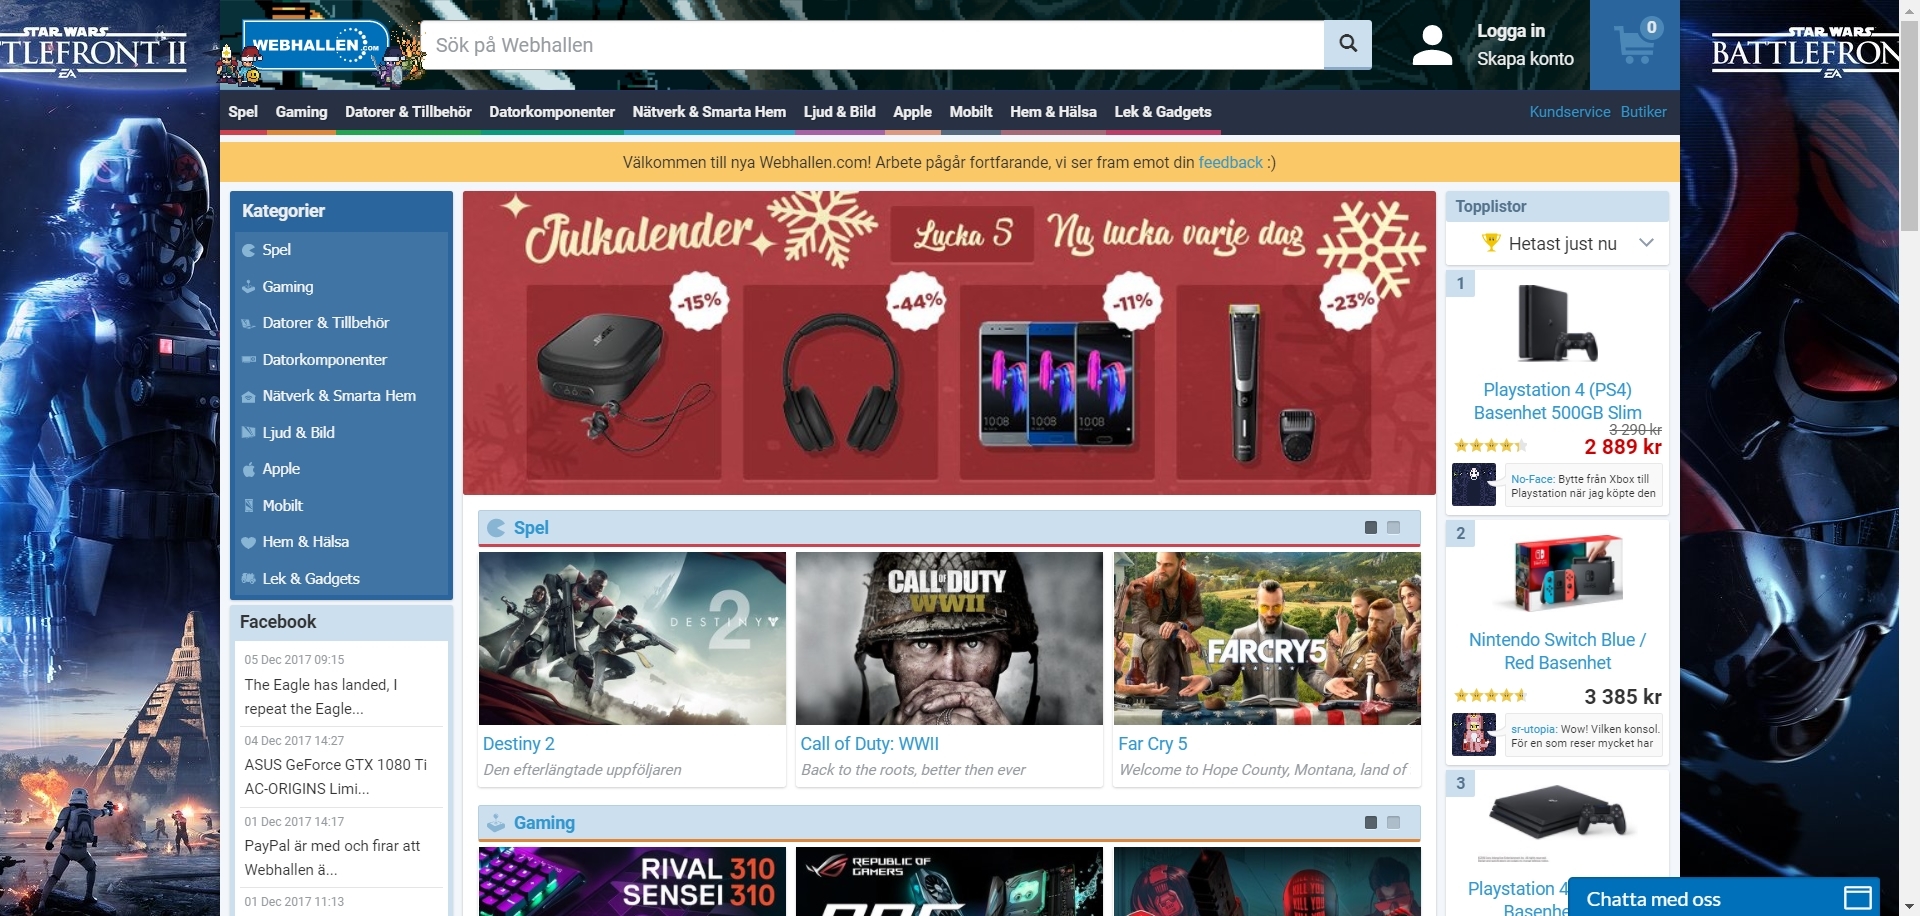 STAR WARS
TLEFRONT II
EA
WEBHALLEN.COM
Sök på Webhallen
Logga in
Skapa konto
0
STAR WARS
BATTLEFRON
EA
Spel Gaming Datorer & Tillbehör Datorkomponenter Nätverk & Smarta Hem Ljud & Bild Apple Mobilt Hem & Hälsa Lek & Gadgets Kundservice Butiker
Välkommen till nya Webhallen.com! Arbete pågår fortfarande, vi ser fram emot din feedback :)
Kategorier
Spel
Gaming
Datorer & Tillbehör
Datorkomponenter
Nätverk & Smarta Hem
Ljud & Bild
Apple
Mobilt
Hem & Hälsa
Lek & Gadgets
Facebook
05 Dec 2017 09:15
The Eagle has landed, I
repeat the Eagle...
04 Dec 2017 14:27
ASUS GeForce GTX 1080 Ti
AC-ORIGINS Limi...
01 Dec 2017 14:17
PayPal är med och firar att
Webhallen ä...
01 Dec 2017 11:13
Julkalender Lucka 5 Ny lucka varje dag
-15% -44% -11% -23%
BOSE
10:08 10:08 10:08
Spel
DESTINY 2
CALL OF DUTY
WWII
FARCRY5
Destiny 2
Den efterlängtade uppföljaren
Call of Duty: WWII
Back to the roots, better then ever
Far Cry 5
Welcome to Hope County, Montana, land of
Gaming
RIVAL 310
SENSEI 310
REPUBLIC OF
GAMERS
Topplistor
Hetast just nu
1
Playstation 4 (PS4)
Basenhet 500GB Slim
3 290 kr
2 889 kr
No-Face: Bytte från Xbox till
Playstation när jag köpte den
2
Nintendo Switch Blue /
Red Basenhet
3 385 kr
sr-utopia: Wow! Vilken konsol.
För en som reser mycket har
3
Playstation 4
Basenhe
Chatta med oss